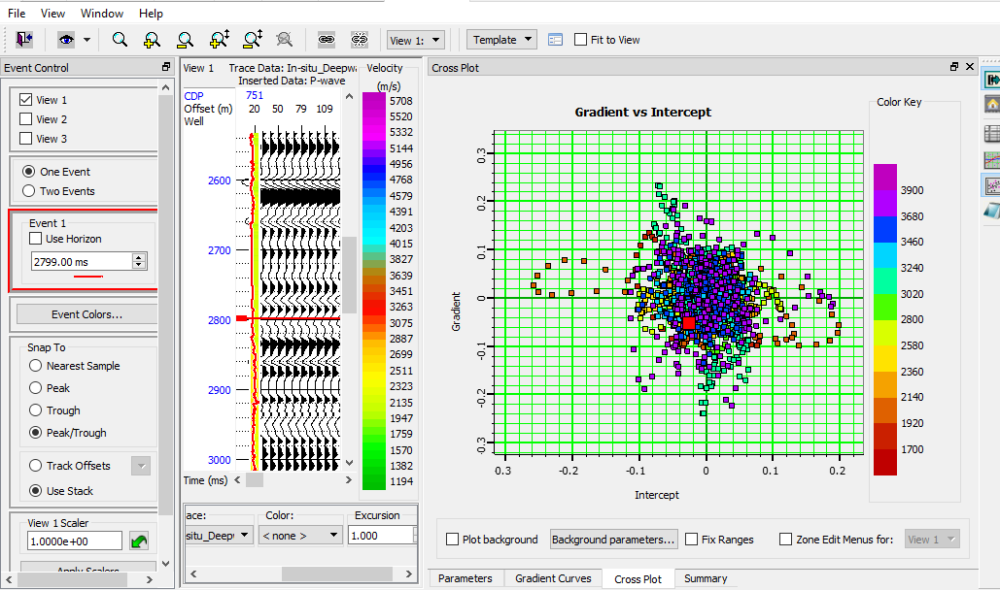 File View Window Help
View 1: Template Fit to View
Event Control
View 1
View 2
View 3
One Event
Two Events
Event 1
Use Horizon
2799.00 ms
Event Colors...
Snap To
Nearest Sample
Peak
Trough
Peak/Trough
Track Offsets
Use Stack
View 1 Scaler
1.0000e+00
Apply Scalers
View 1 Trace Data: In-situ_Deepwa
Inserted Data: P-wave
CDP 751
Offset (m) 20 50 79 109
Well
2600
2700
2800
2900
3000
Time (ms)
Velocity
(m/s)
5708
5520
5332
5144
4956
4768
4579
4391
4203
4015
3827
3639
3451
3263
3075
2887
2699
2511
2323
2135
1947
1759
1570
1382
1194
ace: Color: Excursion
situ_Deepv < none > 1.000
Cross Plot
Gradient vs Intercept
Gradient
0.3
0.2
0.1
0
-0.1
-0.2
-0.3
0.3 -0.2 -0.1 0 0.1 0.2
Intercept
Color Key
3900
3680
3460
3240
3020
2800
2580
2360
2140
1920
1700
Plot background Background parameters... Fix Ranges Zone Edit Menus for: View 1
Parameters Gradient Curves Cross Plot Summary